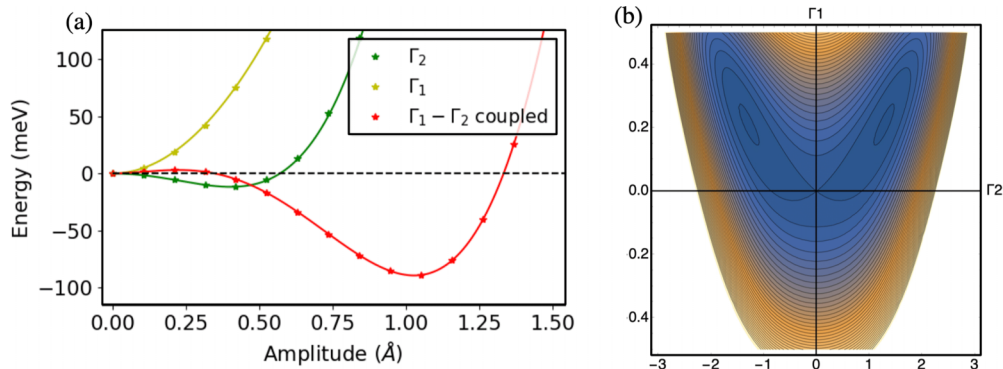 (a)
Energy (meV)
100
50
0
−50
−100
Γ2
Γ1
Γ1 − Γ2 coupled
0.00 0.25 0.50 0.75 1.00 1.25 1.50
Amplitude (Å)
(b)
Γ1
0.4
0.2
0.0
0.2
0.4
Γ2
−3 −2 −1 0 1 2 3